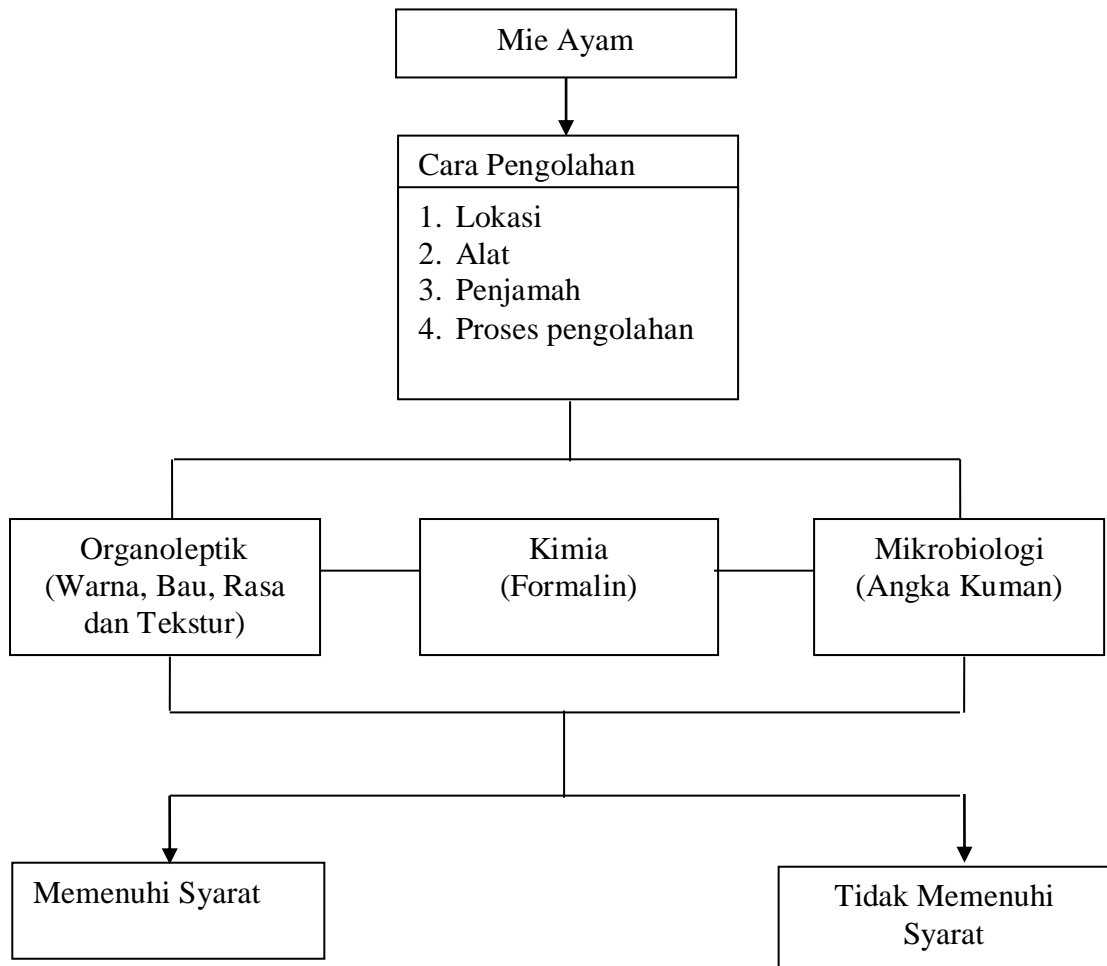 Mie Ayam
Cara Pengolahan
1. Lokasi
2. Alat
3. Penjamah
4. Proses pengolahan
Organoleptik
(Warna, Bau, Rasa
dan Tekstur)
Kimia
(Formalin)
Mikrobiologi
(Angka Kuman)
Memenuhi Syarat
Tidak Memenuhi
Syarat